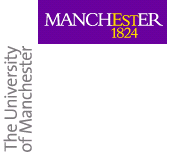 MANCHEsTER
1824
The University
of Manchester